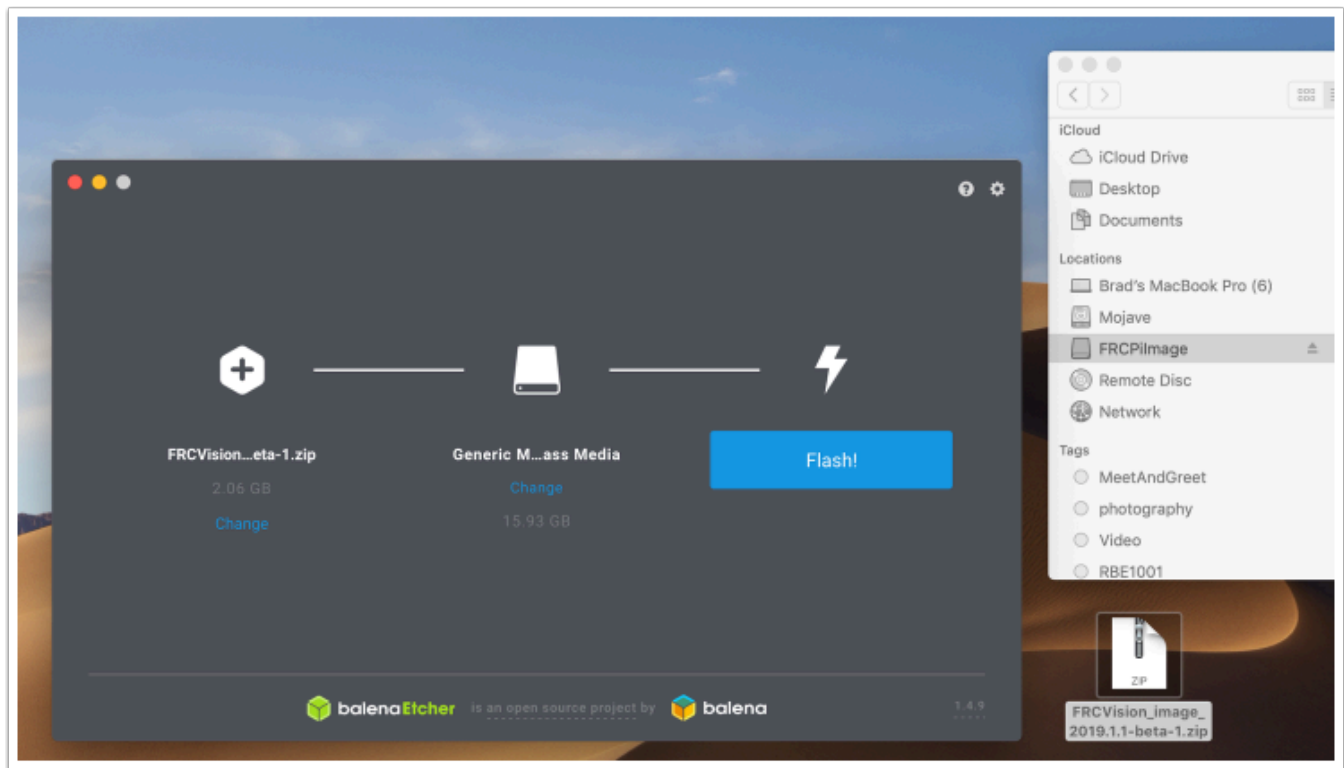 iCloud
iCloud Drive
Desktop
Documents
Locations
Brad's MacBook Pro (6)
Mojave
FRCPiImage
Remote Disc
Network
Tags
MeetAndGreet
photography
Video
RBE1001
FRCVision...eta-1.zip
2.06 GB
Change
Generic M...ass Media
Change
15.93 GB
Flash!
balenaEtcher is an open source project by balena
1.4.9
ZIP
FRCVision_image_
2019.1.1-beta-1.zip